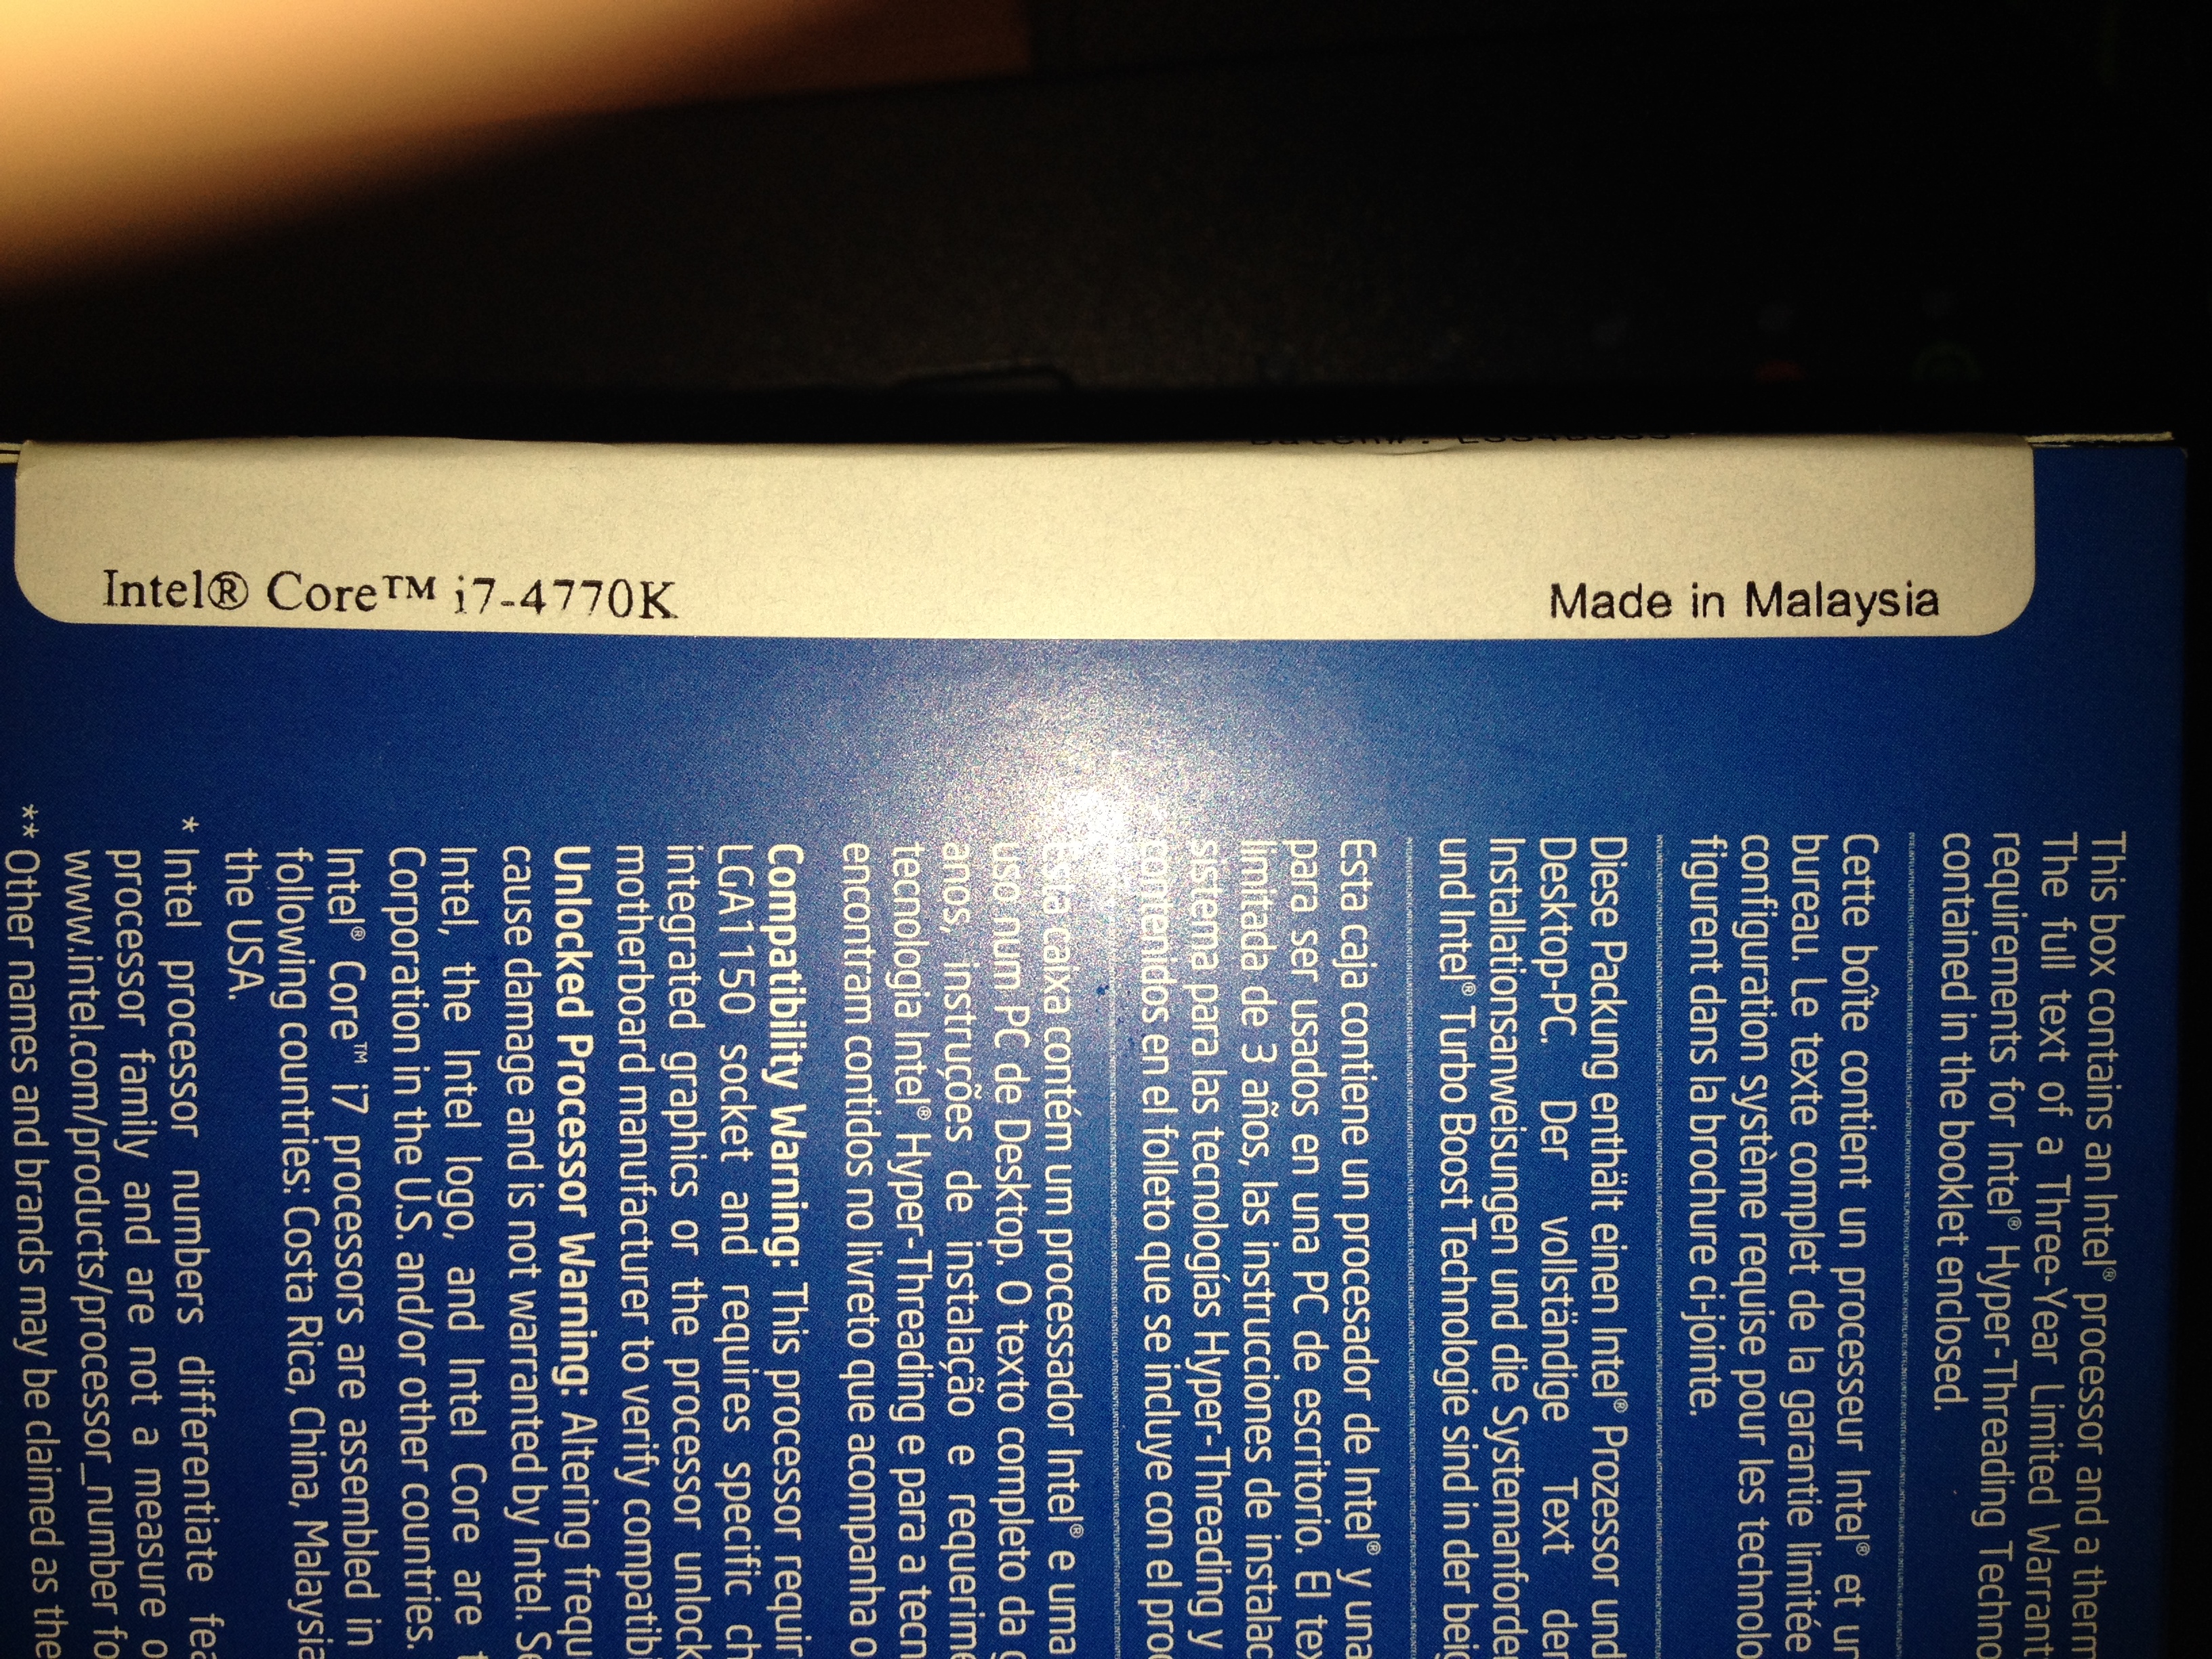 Intel® Core™ i7-4770K
Made in Malaysia
This box contains an Intel® processor and a therm
The full text of a Three-Year Limited Warrant
requirements for Intel® Hyper-Threading Techno
contained in the booklet enclosed.
Cette boîte contient un processeur Intel® et un
bureau. Le texte complet de la garantie limitée
configuration système requise pour les technolo
figurent dans la brochure ci-jointe.
Diese Packung enthält einen Intel® Prozessor und
Desktop-PC. Der vollständige Text der
Installationsanweisungen und die Systemanforder
und Intel® Turbo Boost Technologie sind in der beig
Esta caja contiene un procesador de Intel® y una
para ser usados en una PC de escritorio. El tex
limitada de 3 años, las instrucciones de instalac
sistema para las tecnologías Hyper-Threading y
contenidos en el folleto que se incluye con el proc
Esta caixa contém um processador Intel® e uma
uso num PC de Desktop. O texto completo da g
anos, instruções de instalação e requerime
tecnologia Intel® Hyper-Threading e para a tecn
encontram contidos no livreto que acompanha o
Compatibility Warning: This processor requir
LGA1150 socket and requires specific ch
integrated graphics or the processor unlock
motherboard manufacturer to verify compatib
Unlocked Processor Warning: Altering frequ
cause damage and is not warranted by Intel. Se
Intel, the Intel logo, and Intel Core are t
Corporation in the U.S. and/or other countries.
Intel® Core™ i7 processors are assembled in
following countries: Costa Rica, China, Malaysia
the USA.
* Intel processor numbers differentiate fea
processor family and are not a measure o
www.intel.com/products/processor_number fo
** Other names and brands may be claimed as the